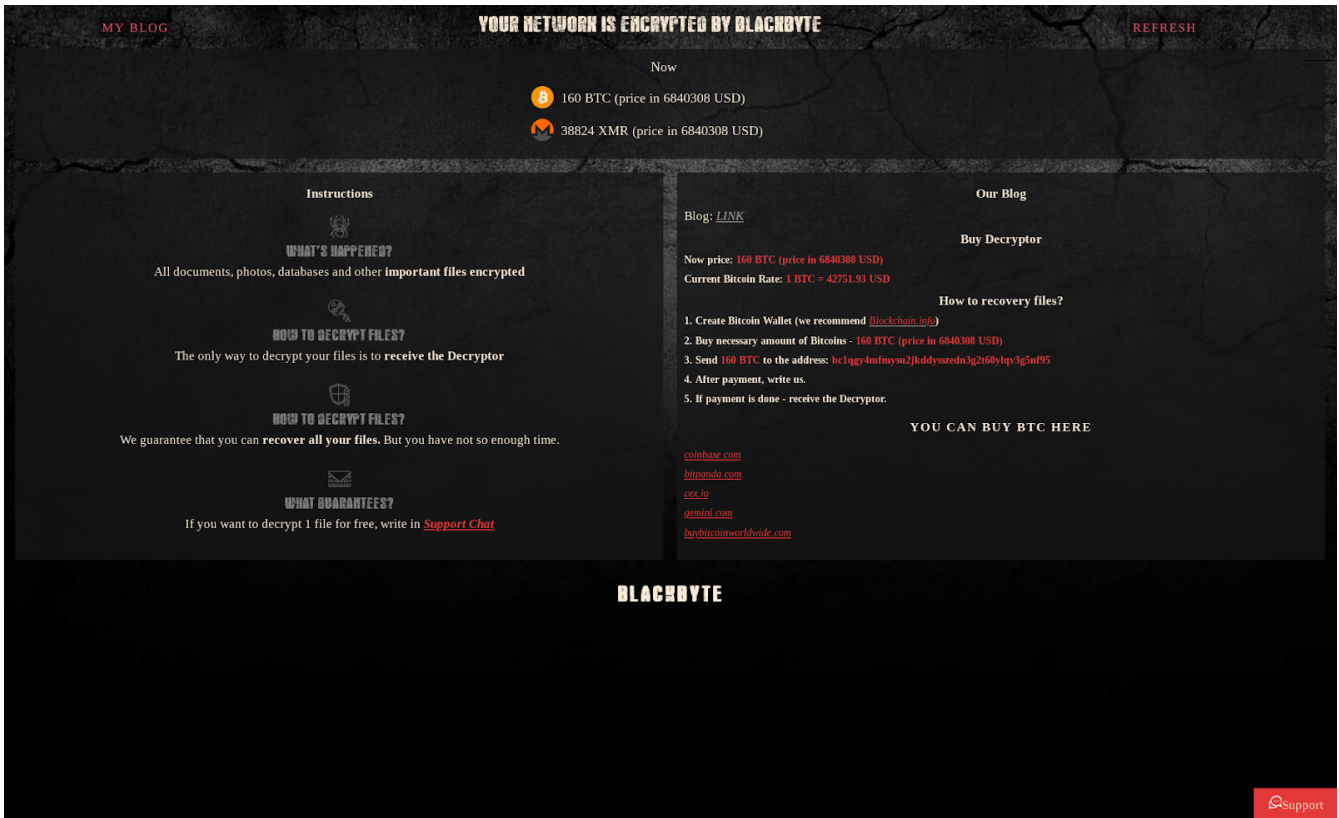 MY BLOG
YOUR NETWORK IS ENCRYPTED BY BLACKBYTE
REFRESH
Now
160 BTC (price in 6840308 USD)
38824 XMR (price in 6840308 USD)
Instructions
WHAT'S HAPPENED?
All documents, photos, databases and other important files encrypted
HOW TO DECRYPT FILES?
The only way to decrypt your files is to receive the Decryptor
HOW TO DECRYPT FILES?
We guarantee that you can recover all your files. But you have not so enough time.
WHAT GUARANTEES?
If you want to decrypt 1 file for free, write in Support Chat
Our Blog
Blog: LINK
Buy Decryptor
Now price: 160 BTC (price in 6840308 USD)
Current Bitcoin Rate: 1 BTC = 42751.93 USD
How to recovery files?
1. Create Bitcoin Wallet (we recommend Blockchain.info)
2. Buy necessary amount of Bitcoins - 160 BTC (price in 6840308 USD)
3. Send 160 BTC to the address: bc1qgy4mfmysu2jkddysszedn3g2t60ylqv3g5nf95
4. After payment, write us.
5. If payment is done - receive the Decryptor.
YOU CAN BUY BTC HERE
coinbase.com
bitpanda.com
cex.io
gemini.com
buybitcoinworldwide.com
BLACKBYTE
Support